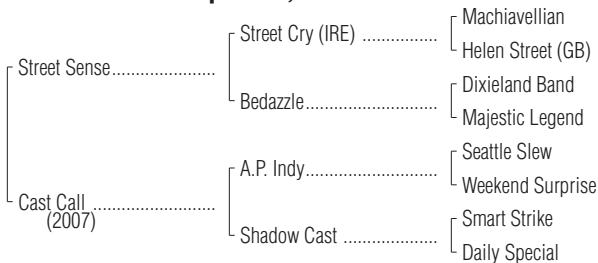 Machiavellian
Street Cry (IRE) ................
Helen Street (GB)
Street Sense......................
Dixieland Band
Bedazzle............................
Majestic Legend
Seattle Slew
A.P. Indy............................
Weekend Surprise
Cast Call ..........................
(2007)
Smart Strike
Shadow Cast ....................
Daily Special